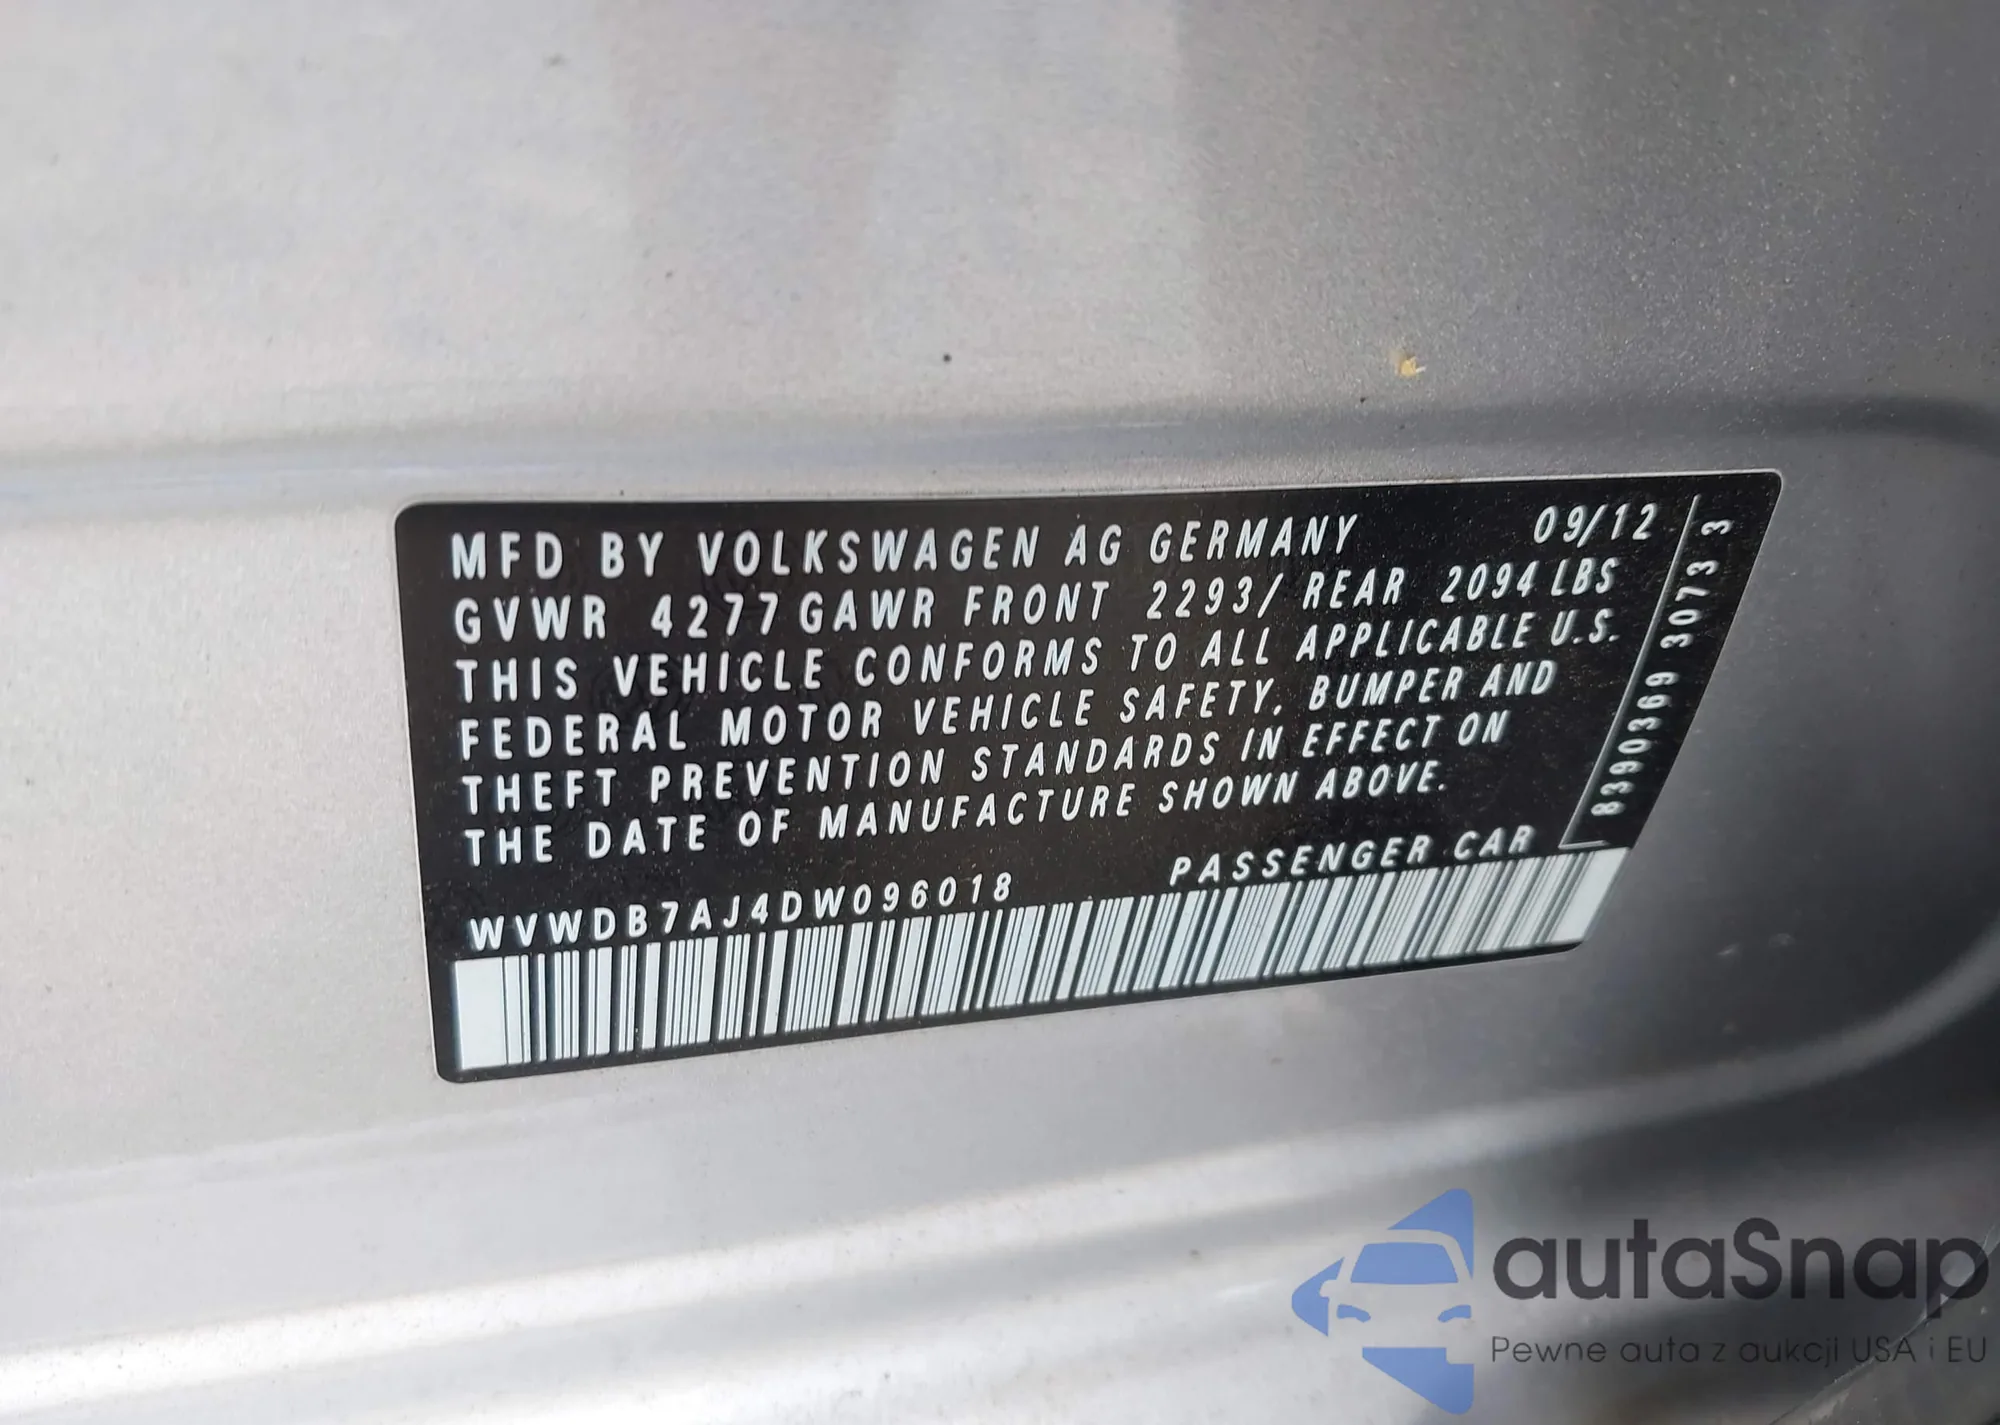 MFD BY VOLKSWAGEN AG GERMANY 09/12
GVWR 4277 GAWR FRONT 2293/ REAR 2094 LBS
THIS VEHICLE CONFORMS TO ALL APPLICABLE U.S.
FEDERAL MOTOR VEHICLE SAFETY, BUMPER AND
THEFT PREVENTION STANDARDS IN EFFECT ON
THE DATE OF MANUFACTURE SHOWN ABOVE.
WVWDB7AJ4DW096018 PASSENGER CAR
8390369 3073 3
autaSnap
Pewne auta z aukcji USA i EU